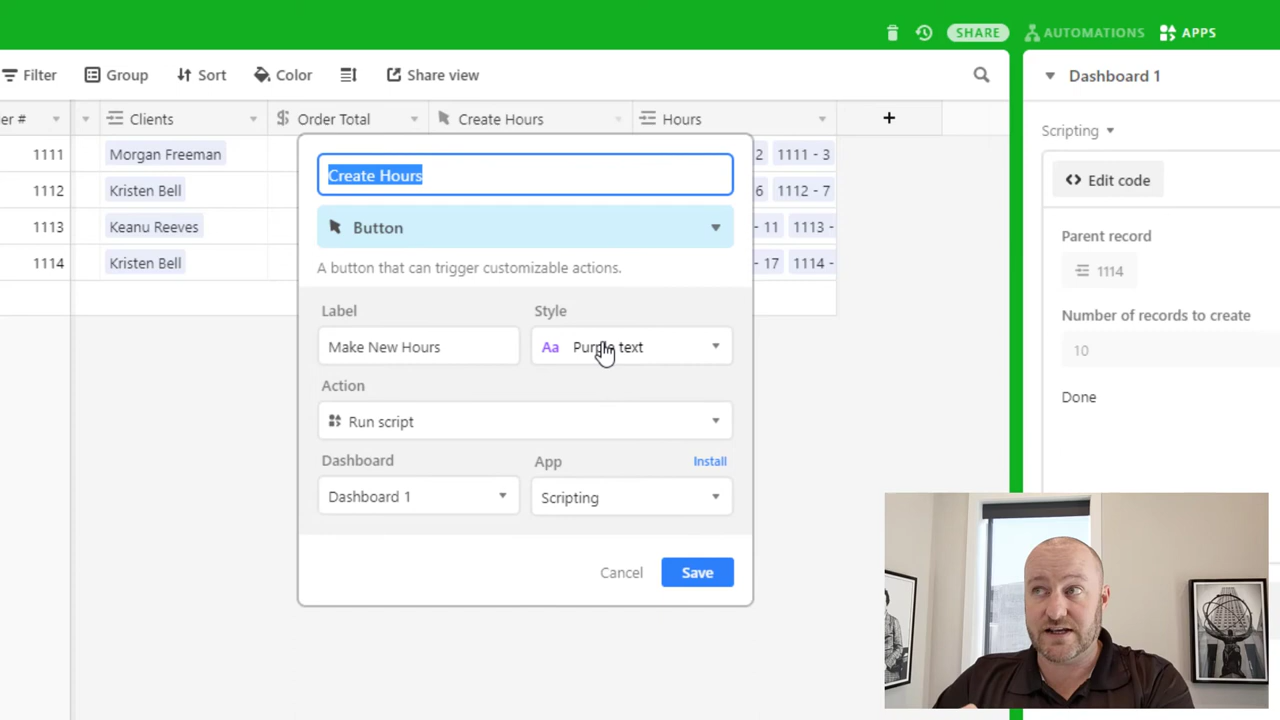 SHARE AUTOMATIONS APPS
Filter Group Sort Color Share view
Dashboard 1
er # Clients Order Total Create Hours Hours
Scripting
1111 Morgan Freeman 2 1111 - 3
Create Hours
Edit code
1112 Kristen Bell 6 1112 - 7
1113 Keanu Reeves - 11 1113 -
Button
Parent record
1114 Kristen Bell - 17 1114 -
A button that can trigger customizable actions.
1114
Label Style
Number of records to create
Make New Hours Aa Purple text
10
Action
Done
Run script
Dashboard App Install
Dashboard 1 Scripting
Cancel Save